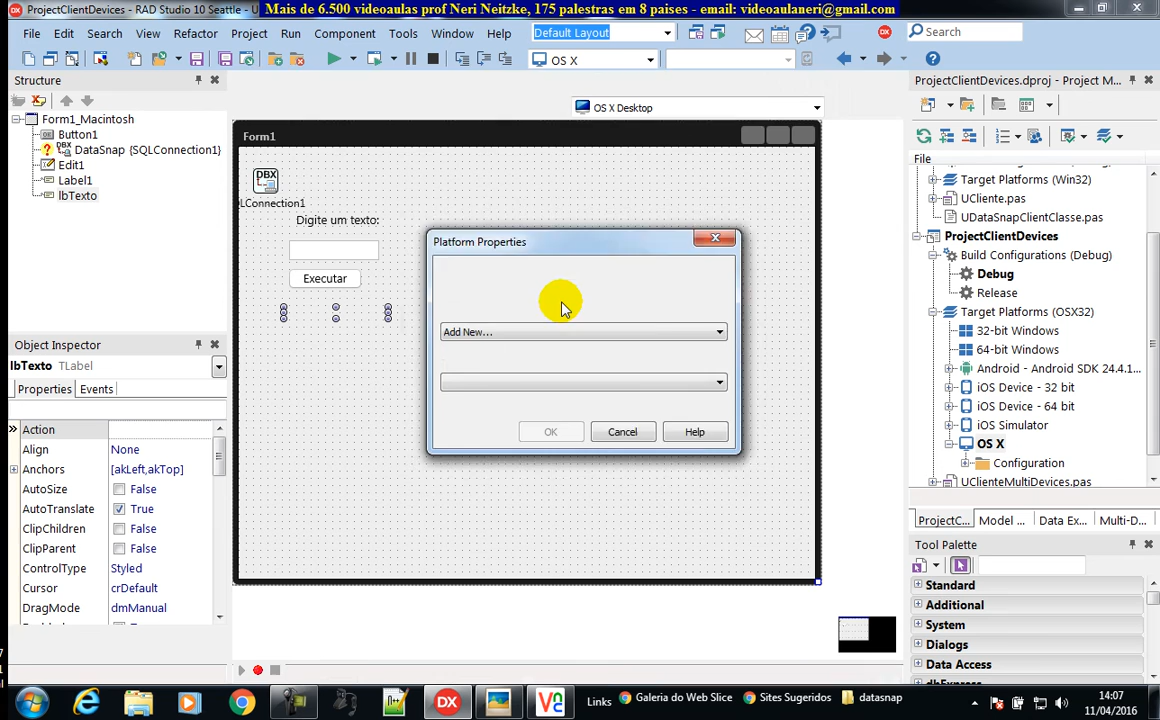 ProjectClientDevices - RAD Studio 10 Seattle -
Mais de 6.500 videoaulas prof Neri Neitzke, 175 palestras em 8 paises - email: videoaulaneri@gmail.com
File Edit Search View Refactor Project Run Component Tools Window Help
Default Layout
Search
OS X
Structure
Form1_Macintosh
Button1
DataSnap {SQLConnection1}
Edit1
Label1
lbTexto
OS X Desktop
Form1
DBX
LConnection1
Digite um texto:
Executar
Platform Properties
Add New...
OK
Cancel
Help
Object Inspector
lbTexto TLabel
Properties Events
Action
Align None
Anchors [akLeft,akTop]
AutoSize False
AutoTranslate True
ClipChildren False
ClipParent False
ControlType Styled
Cursor crDefault
DragMode dmManual
ProjectClientDevices.dproj - Project M...
File
Target Platforms (Win32)
UCliente.pas
UDataSnapClientClasse.pas
ProjectClientDevices
Build Configurations (Debug)
Debug
Release
Target Platforms (OSX32)
32-bit Windows
64-bit Windows
Android - Android SDK 24.4.1...
iOS Device - 32 bit
iOS Device - 64 bit
iOS Simulator
OS X
Configuration
UClienteMultiDevices.pas
ProjectC... Model ... Data Ex... Multi-D...
Tool Palette
Standard
Additional
System
Dialogs
Data Access
Links
Galeria do Web Slice
Sites Sugeridos
datasnap
14:07
11/04/2016